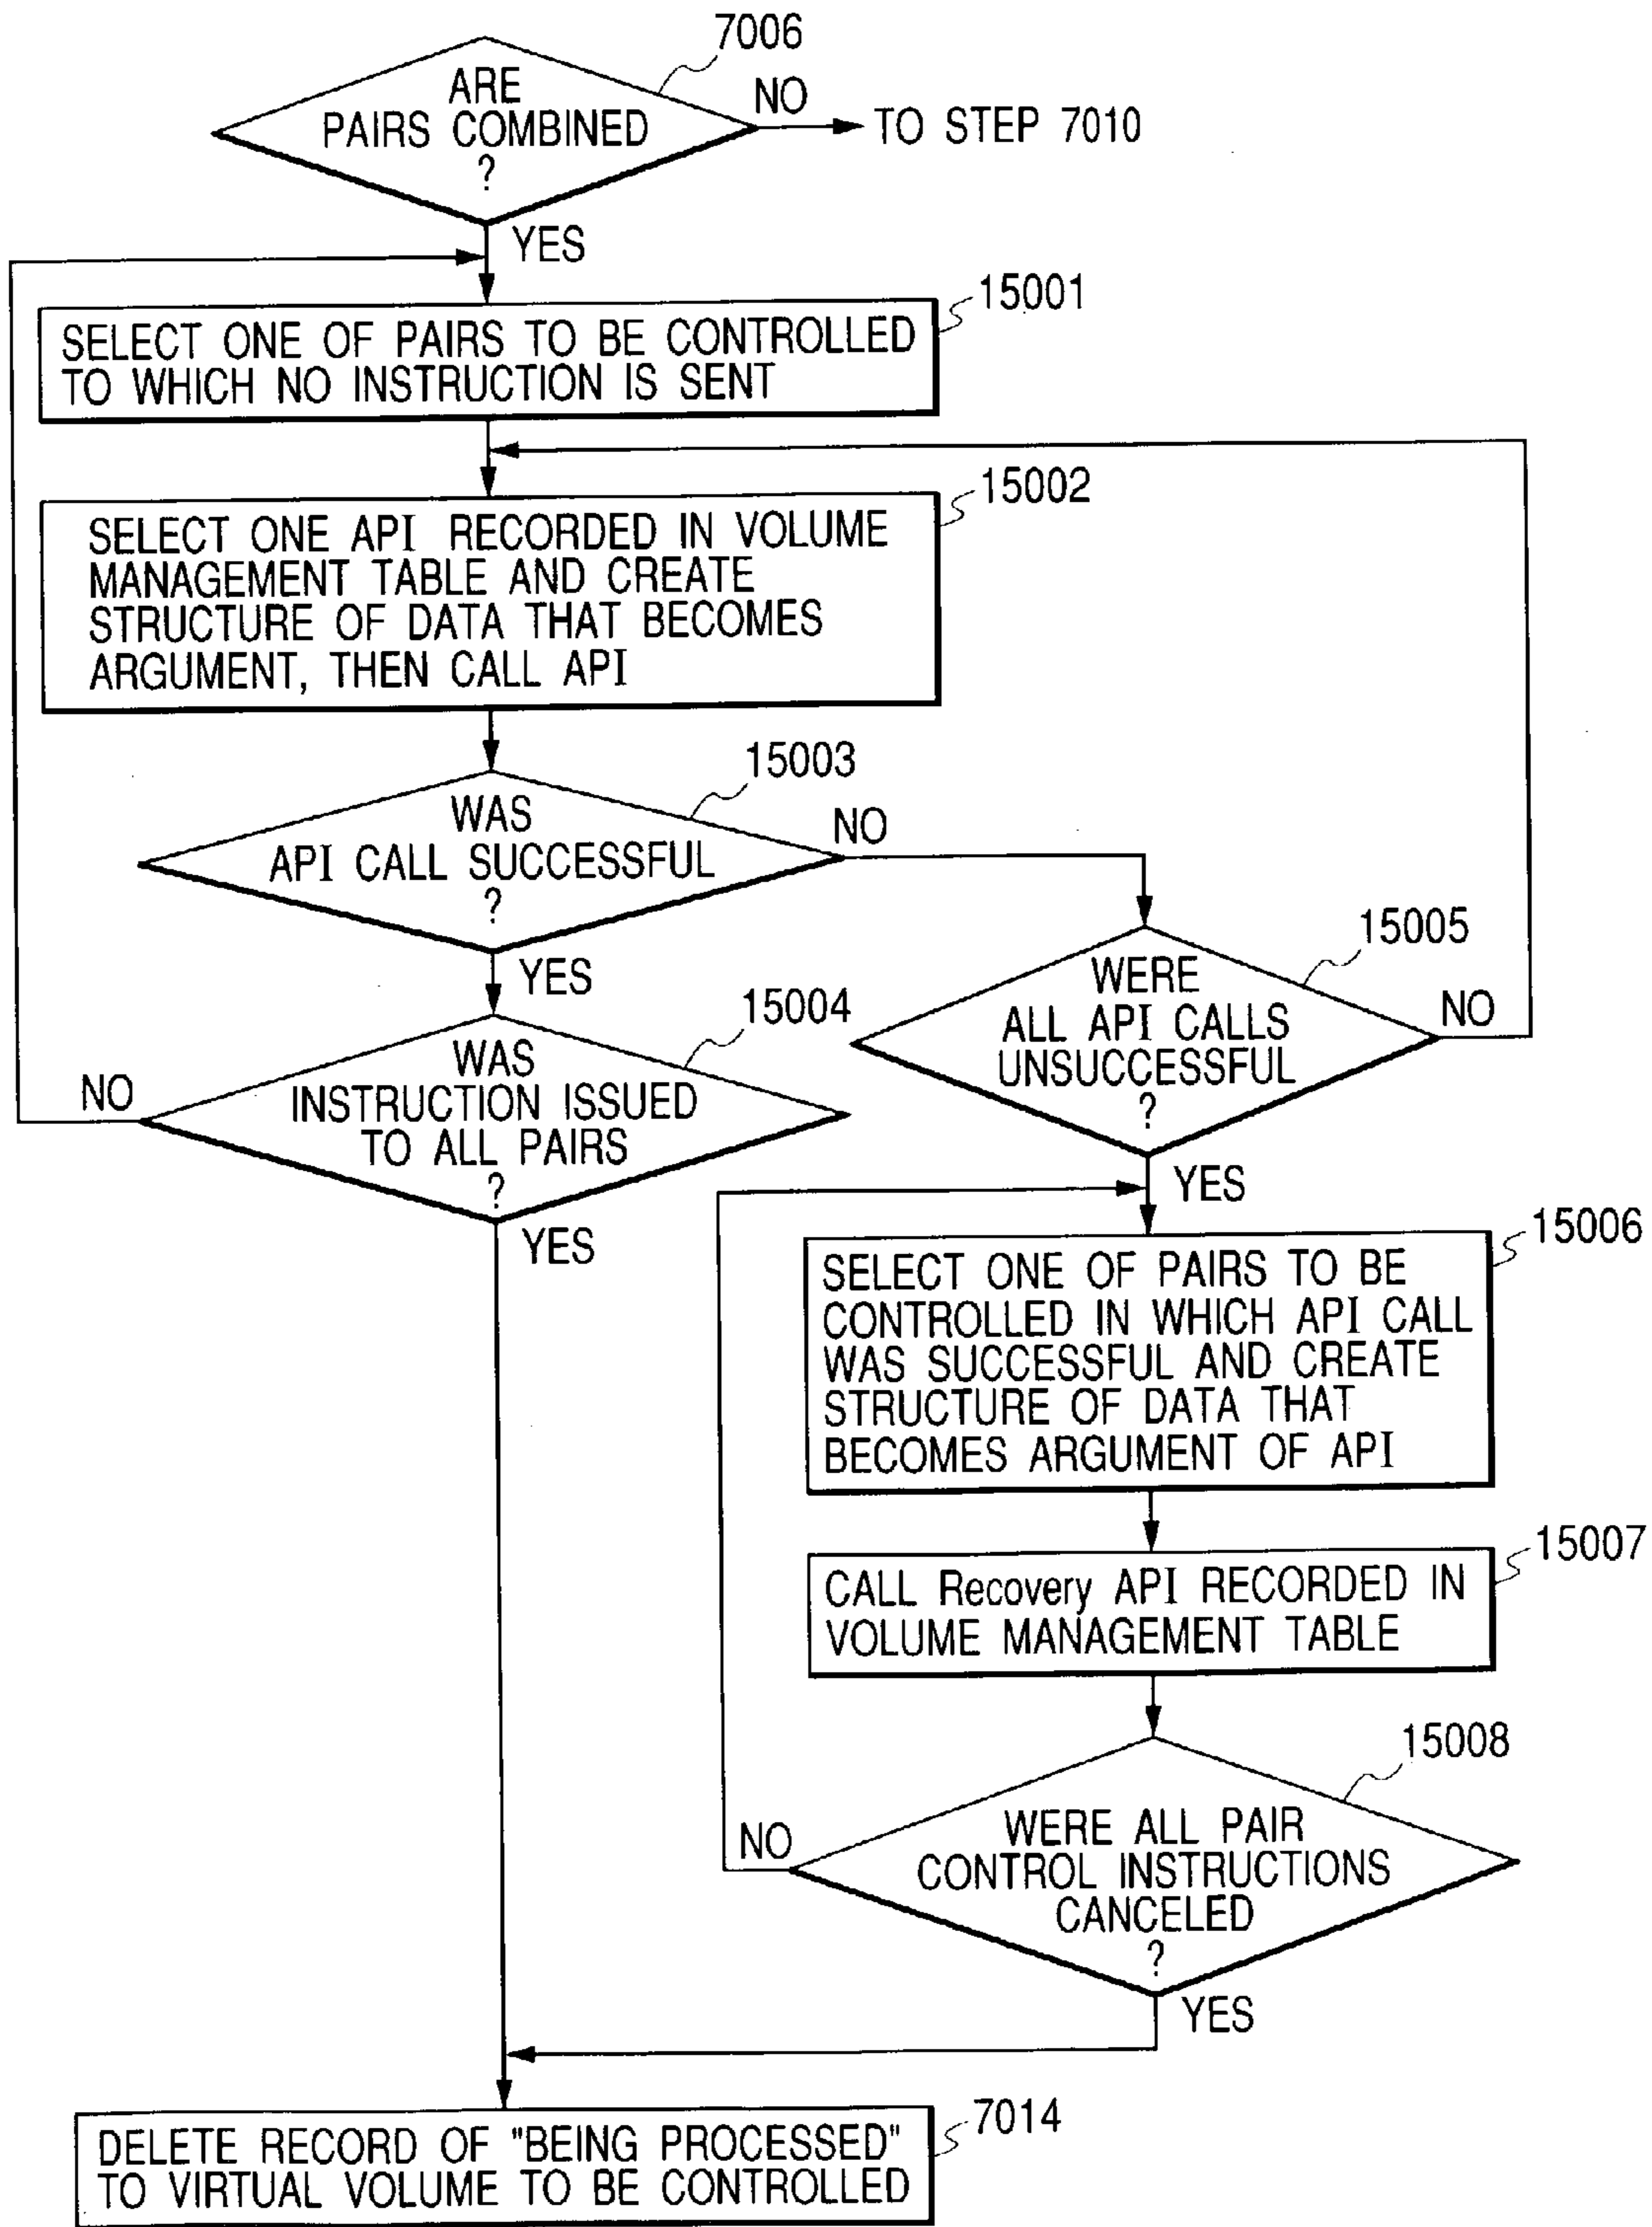 7006
ARE
PAIRS COMBINED
?
NO
TO STEP 7010
YES
15001
SELECT ONE OF PAIRS TO BE CONTROLLED
TO WHICH NO INSTRUCTION IS SENT
15002
SELECT ONE API RECORDED IN VOLUME
MANAGEMENT TABLE AND CREATE
STRUCTURE OF DATA THAT BECOMES
ARGUMENT, THEN CALL API
15003
WAS
API CALL SUCCESSFUL
?
NO
YES
15004
WAS
INSTRUCTION ISSUED
TO ALL PAIRS
?
NO
YES
15005
WERE
ALL API CALLS
UNSUCCESSFUL
?
NO
YES
15006
SELECT ONE OF PAIRS TO BE
CONTROLLED IN WHICH API CALL
WAS SUCCESSFUL AND CREATE
STRUCTURE OF DATA THAT
BECOMES ARGUMENT OF API
15007
CALL Recovery API RECORDED IN
VOLUME MANAGEMENT TABLE
15008
WERE ALL PAIR
CONTROL INSTRUCTIONS
CANCELED
?
NO
YES
7014
DELETE RECORD OF "BEING PROCESSED"
TO VIRTUAL VOLUME TO BE CONTROLLED